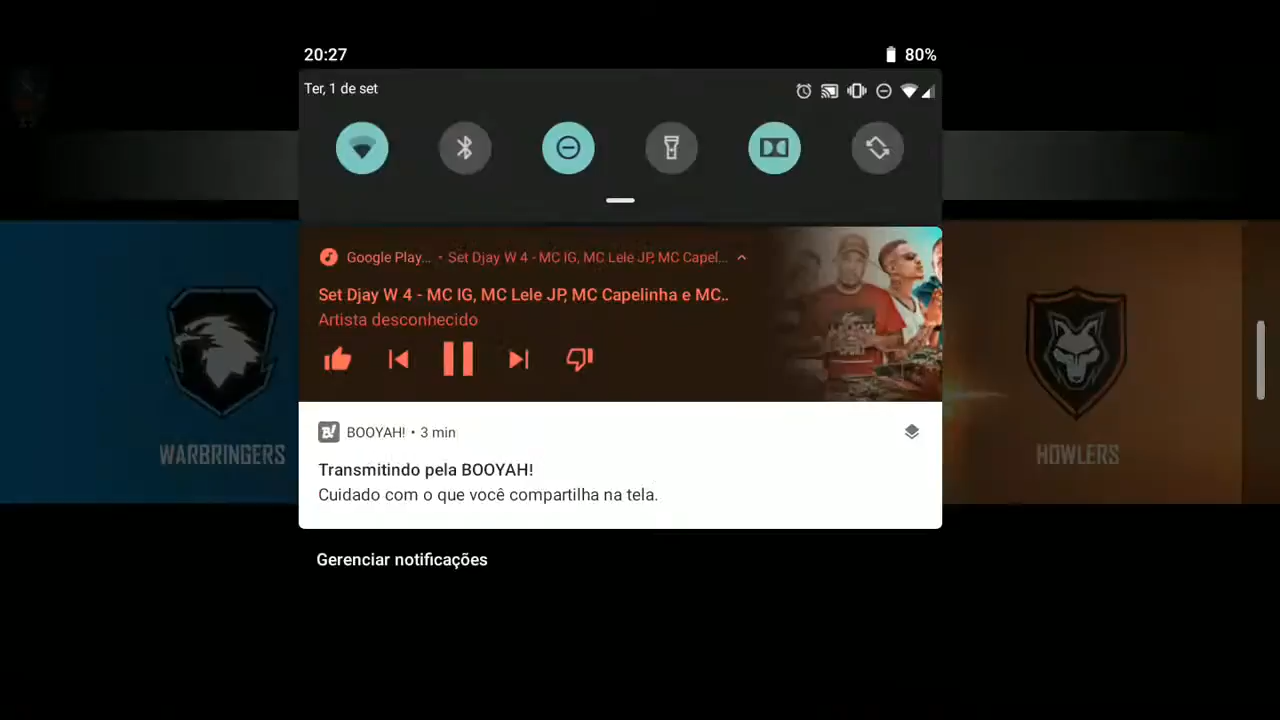 20:27
80%
Ter, 1 de set
Google Play... • Set Djay W 4 - MC IG, MC Lele JP, MC Capel...
Set Djay W 4 - MC IG, MC Lele JP, MC Capelinha e MC..
Artista desconhecido
WARBRINGERS
HOWLERS
B! BOOYAH! • 3 min
Transmitindo pela BOOYAH!
Cuidado com o que você compartilha na tela.
Gerenciar notificações